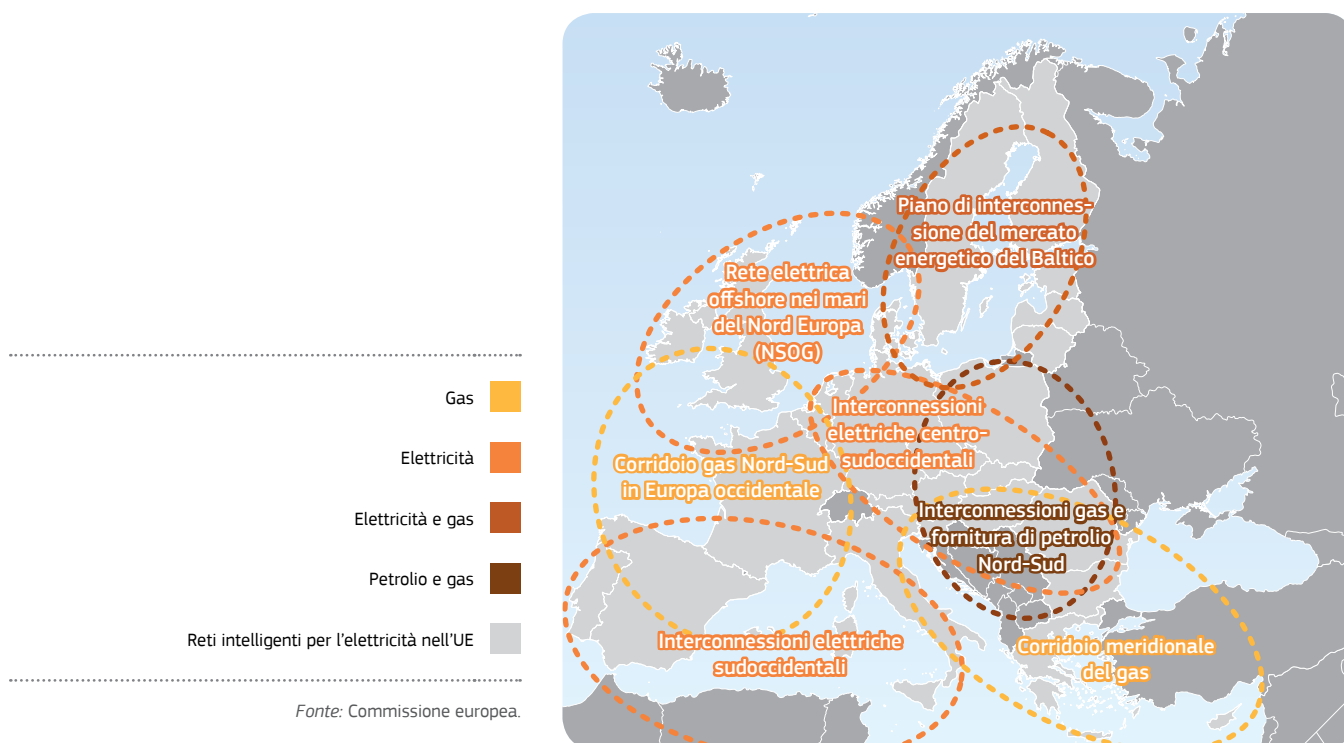 Gas
Elettricità
Elettricità e gas
Petrolio e gas
Reti intelligenti per l'elettricità nell'UE
Fonte: Commissione europea.
Piano di interconnes-
sione del mercato
energetico del Baltico
Rete elettrica
offshore nei mari
del Nord Europa
(NSOG)
Interconnessioni
elettriche centro-
sudoccidentali
Corridoio gas Nord-Sud
in Europa occidentale
Interconnessioni gas e
fornitura di petrolio
Nord-Sud
Interconnessioni elettriche
sudoccidentali
Corridoio meridionale
del gas